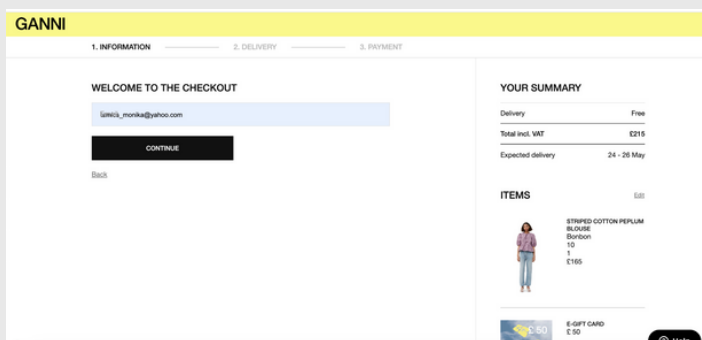 GANNI
1. INFORMATION 2. DELIVERY 3. PAYMENT
WELCOME TO THE CHECKOUT
_monika@yahoo.com
CONTINUE
Back
YOUR SUMMARY
Delivery Free
Total incl. VAT £215
Expected delivery 24 - 26 May
ITEMS Edit
STRIPED COTTON PEPLUM
BLOUSE
Bonbon
10
1
£165
£ 50
E-GIFT CARD
£ 50
Help